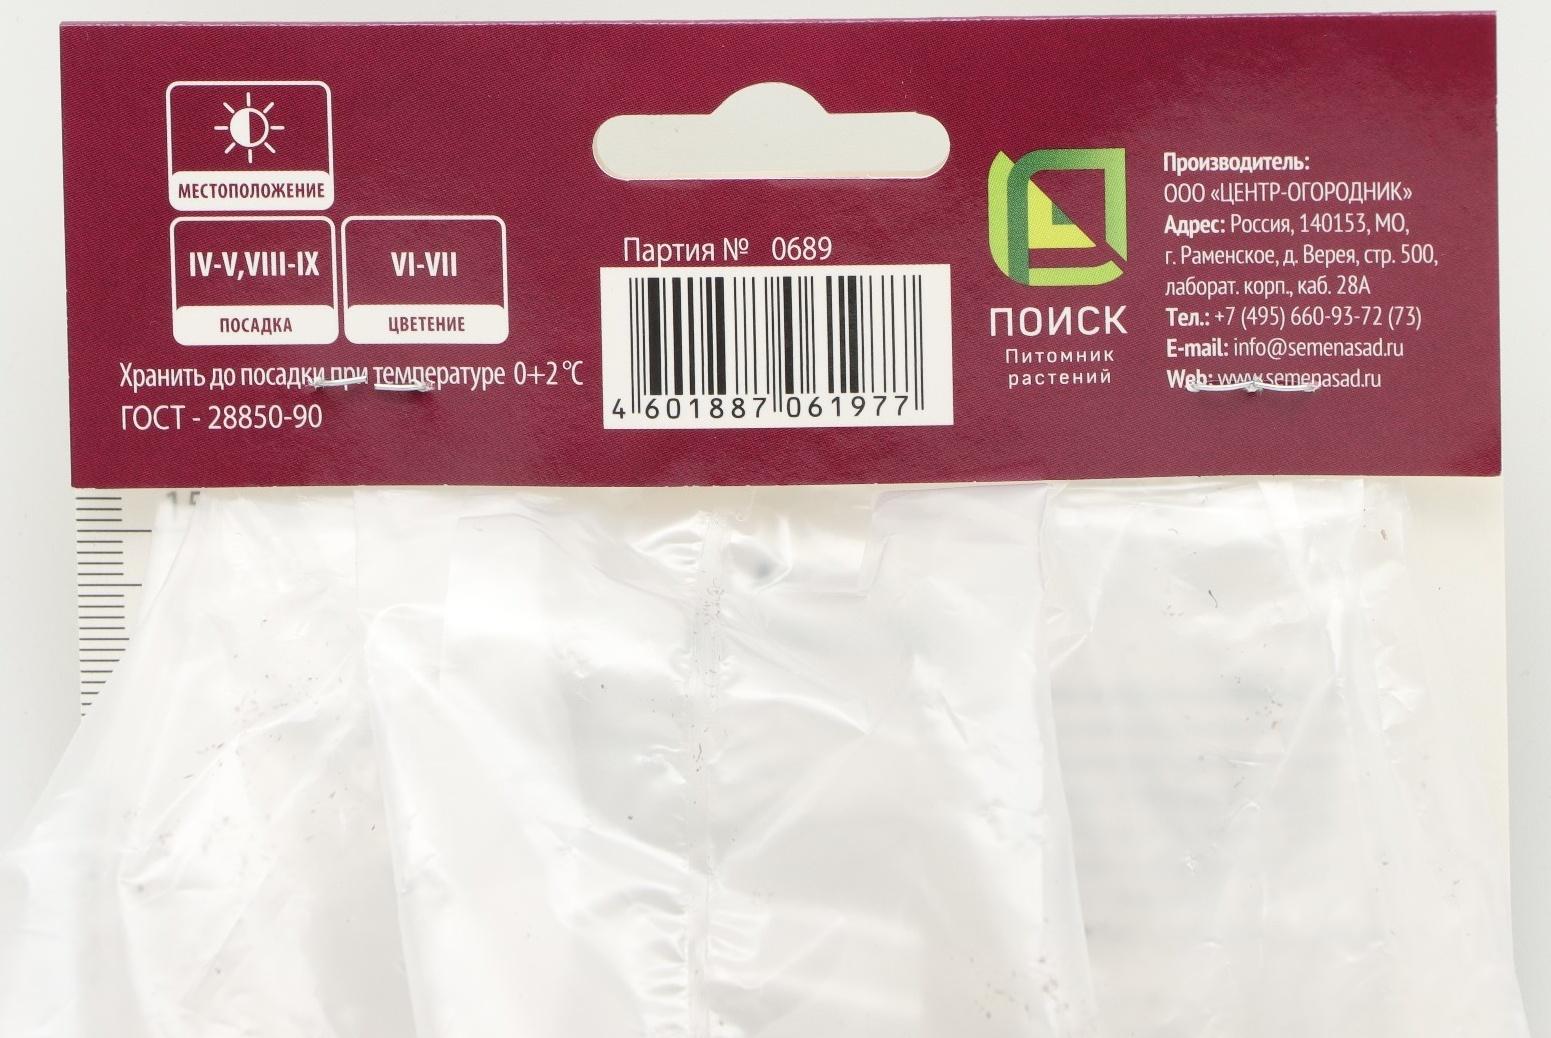 МЕСТОПОЛОЖЕНИЕ
IV-V,VIII-IX
ПОСАДКА
VI-VII
ЦВЕТЕНИЕ
Хранить до посадки при температуре 0+2 °С
ГОСТ - 28850-90
Партия № 0689
4 601887 061977
ПОИСК
Питомник
растений
Производитель:
ООО «ЦЕНТР-ОГОРОДНИК»
Адрес: Россия, 140153, МО,
г. Раменское, д. Верея, стр. 500,
лаборат. корп., каб. 28А
Тел.: +7 (495) 660-93-72 (73)
E-mail: info@semenasad.ru
Web: www.semenasad.ru
15